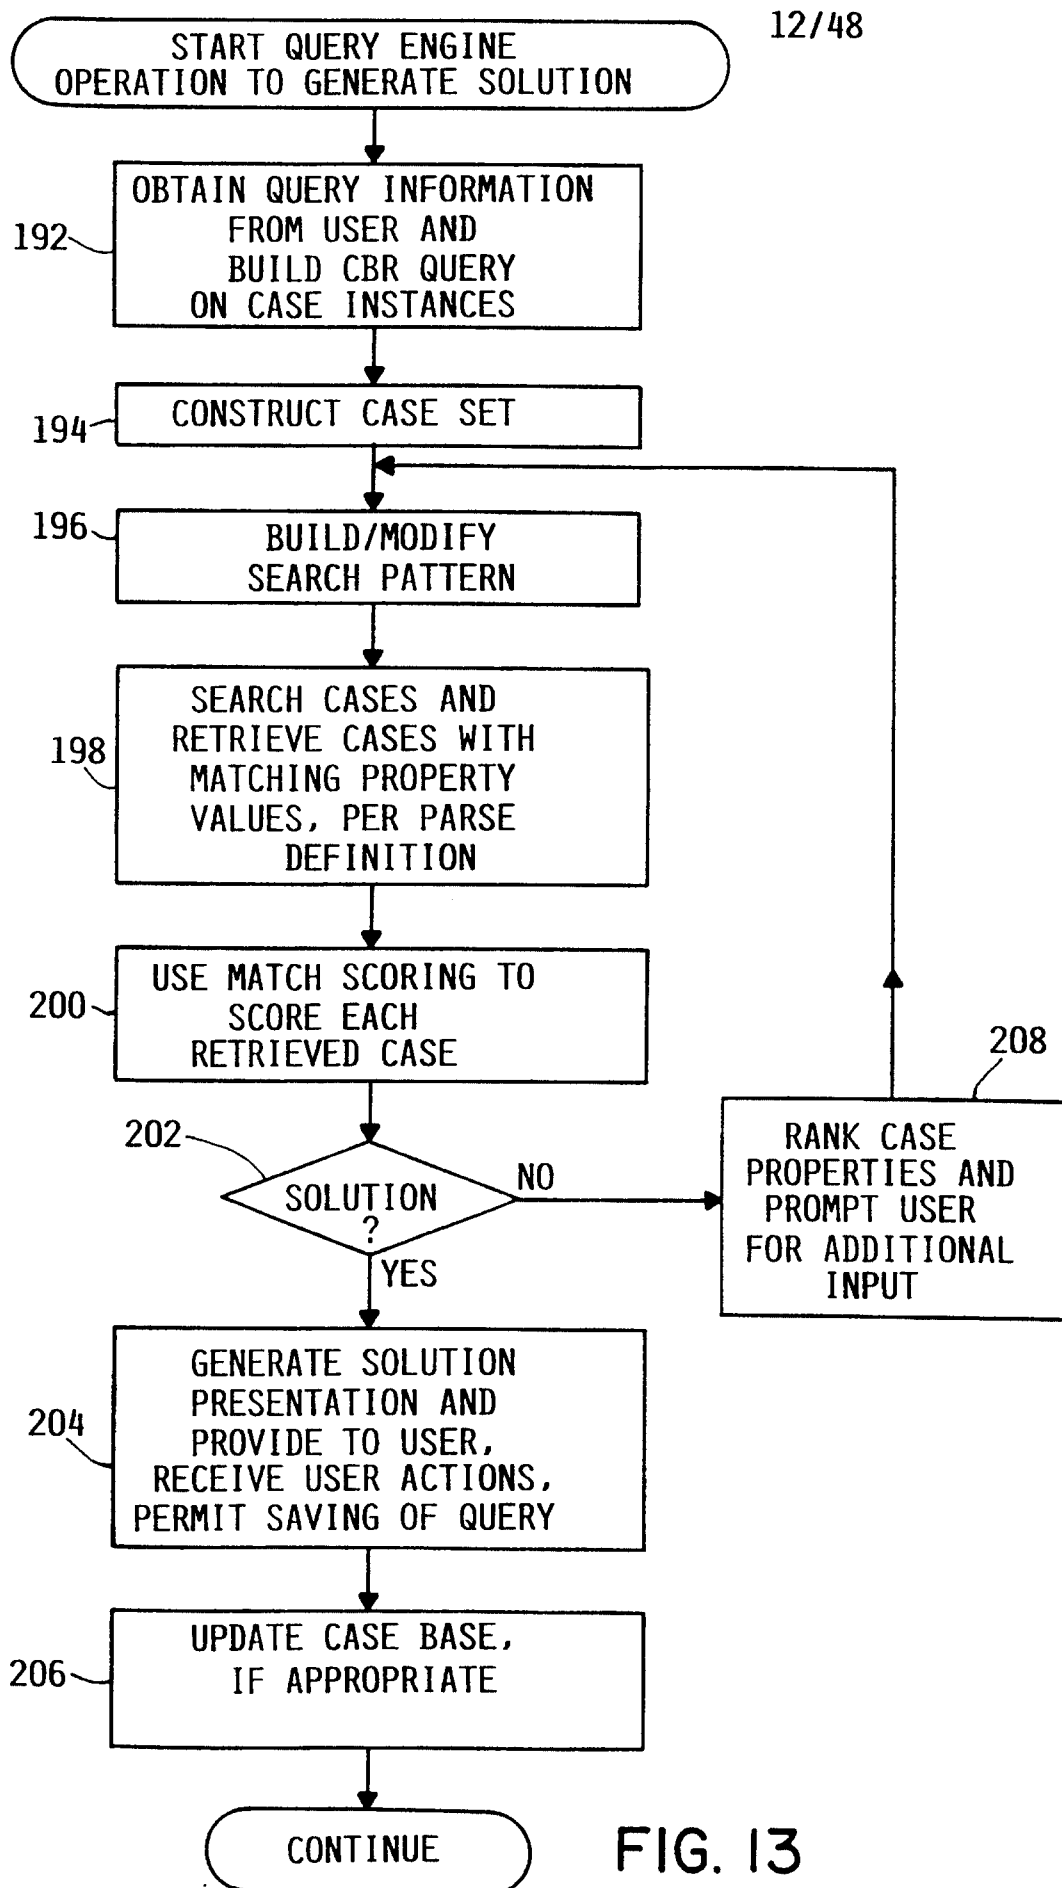 12/48
START QUERY ENGINE
OPERATION TO GENERATE SOLUTION
192
OBTAIN QUERY INFORMATION
FROM USER AND
BUILD CBR QUERY
ON CASE INSTANCES
194
CONSTRUCT CASE SET
196
BUILD/MODIFY
SEARCH PATTERN
198
SEARCH CASES AND
RETRIEVE CASES WITH
MATCHING PROPERTY
VALUES, PER PARSE
DEFINITION
200
USE MATCH SCORING TO
SCORE EACH
RETRIEVED CASE
202
SOLUTION
?
NO
YES
208
RANK CASE
PROPERTIES AND
PROMPT USER
FOR ADDITIONAL
INPUT
204
GENERATE SOLUTION
PRESENTATION AND
PROVIDE TO USER,
RECEIVE USER ACTIONS,
PERMIT SAVING OF QUERY
206
UPDATE CASE BASE,
IF APPROPRIATE
CONTINUE
FIG. 13